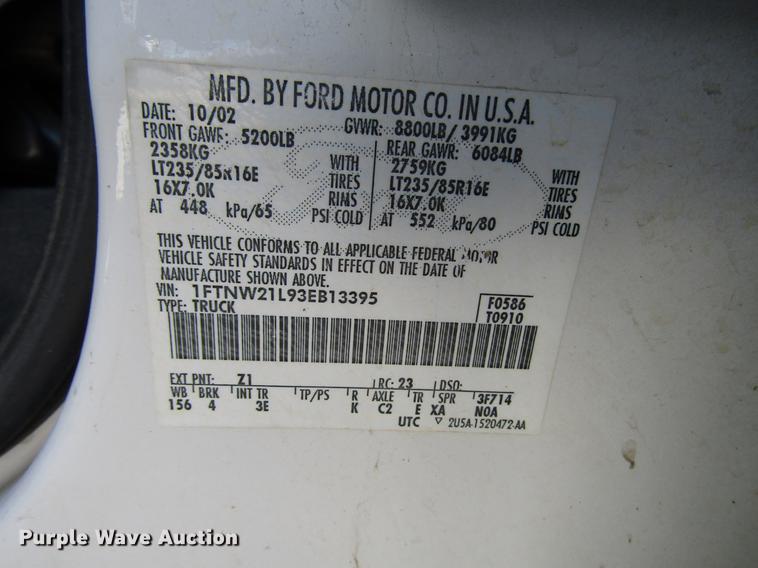 MFD. BY FORD MOTOR CO. IN U.S.A.
DATE: 10/02 GVWR: 8800LB/ 3991KG
FRONT GAWR: 5200LB REAR GAWR: 6084LB
2358KG WITH 2759KG WITH
LT235/85R16E TIRES LT235/85R16E TIRES
16X7.0K RIMS 16X7.0K RIMS
AT 448 kPa/65 PSI COLD AT 552 kPa/80 PSI COLD
THIS VEHICLE CONFORMS TO ALL APPLICABLE FEDERAL MOTOR
VEHICLE SAFETY STANDARDS IN EFFECT ON THE DATE OF
MANUFACTURE SHOWN ABOVE.
VIN: 1FTNW21L93EB13395 F0586
TYPE: TRUCK T0910
EXT PNT: Z1 RC: 23 DSO:
WB BRK INT TR TP/PS R AXLE TR SPR 3F714
156 4 3E K C2 E XA N0A
UTC ▽ 2U5A-1520472-AA
Purple Wave Auction